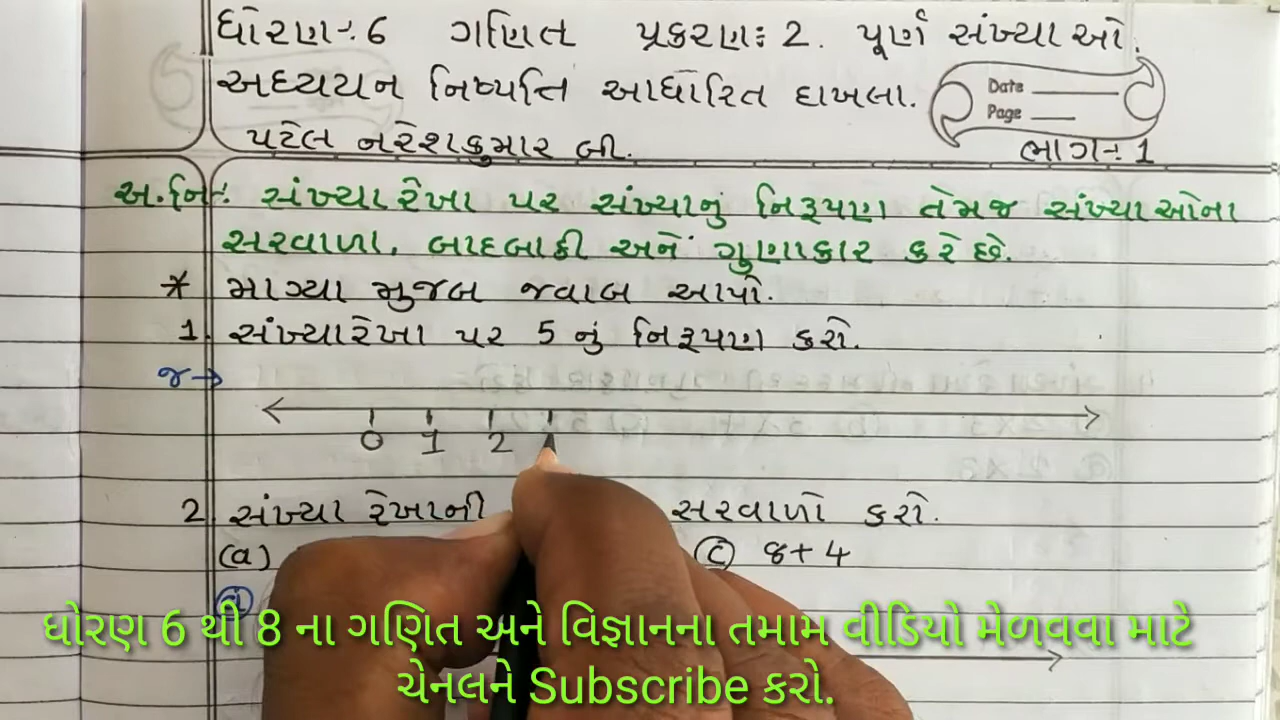 ધોરણ:- 6 ગણિત પ્રકરણ: 2. પૂર્ણ સંખ્યાઓ.
અધ્યયન નિષ્પત્તિ આધારિત દાખલા.
Date
Page
પટેલ નરેશકુમાર બી. ભાગ:- 1
અ.નિ:- સંખ્યારેખા પર સંખ્યાનું નિરૂપણ તેમજ સંખ્યાઓના
સરવાળા, બાદબાકી અને ગુણાકાર કરે છે.
* માગ્યા મુજબ જવાબ આપો.
1. સંખ્યારેખા પર 5 નું નિરૂપણ કરો.
જ→
0 1 2
2 સંખ્યા રેખાની સરવાળો કરો.
(a) (c) 8+4
ધોરણ 6 થી 8 ના ગણિત અને વિજ્ઞાનના તમામ વીડિયો મેળવવા માટે
ચેનલને Subscribe કરો.